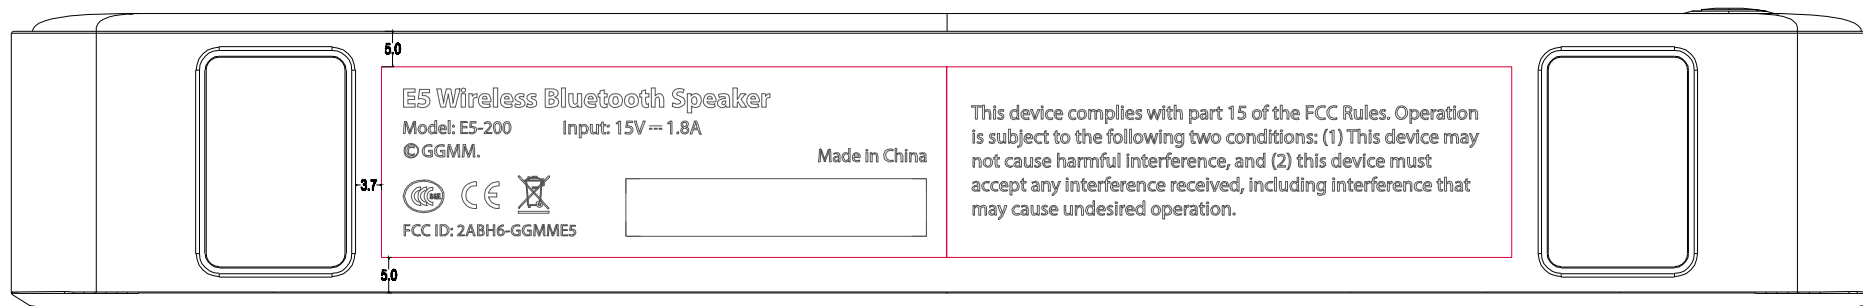 5.0
E5 Wireless Bluetooth Speaker
Model: E5-200 Input: 15V⎓1.8A
© GGMM.
Made in China
3.7
CCC S&E CE
FCC ID: 2ABH6-GGMME5
5.0
This device complies with part 15 of the FCC Rules. Operation
is subject to the following two conditions: (1) This device may
not cause harmful interference, and (2) this device must
accept any interference received, including interference that
may cause undesired operation.